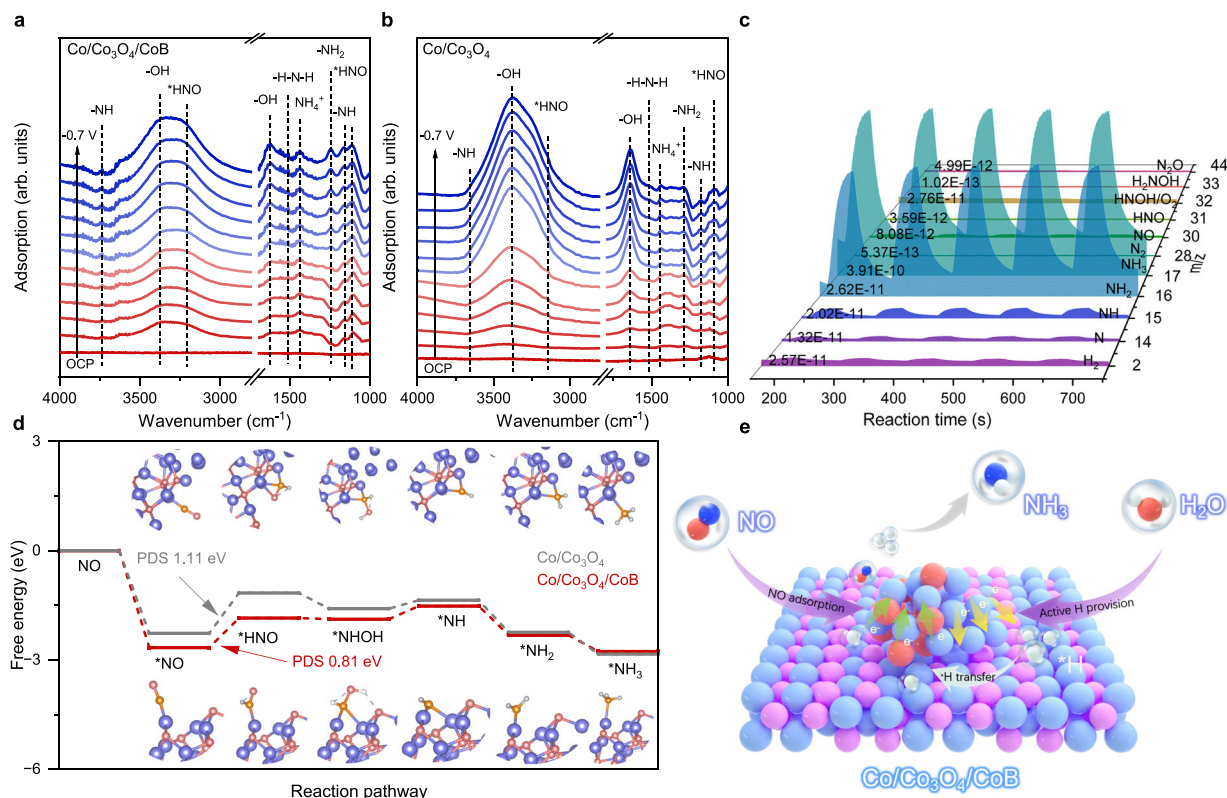 a
Co/Co₃O₄/CoB
-NH₂
-OH
*HNO
-H-N-H
*HNO
-OH
NH₄⁺
-NH
-NH
-0.7 V
OCP
Adsorption (arb. units)
4000 3500 3000 1500 1000
Wavenumber (cm⁻¹)
b
Co/Co₃O₄
-OH
*HNO
-H-N-H
*HNO
-OH
-NH₂
NH₄⁺
-NH
-NH
-0.7 V
OCP
Adsorption (arb. units)
4000 3500 3000 1500 1000
Wavenumber (cm⁻¹)
c
4.99E-12 N₂O 44
1.02E-13 H₂NOH 33
2.76E-11 HNOH/O₂ 32
3.59E-12 HNO 31
8.08E-12 NO 30
5.37E-13 N₂ 28
3.91E-10 NH₃ 17
2.62E-11 NH₂ 16
2.02E-11 NH 15
1.32E-11 N 14
2.57E-11 H₂ 2
m/z
200 300 400 500 600 700
Reaction time (s)
d
3
0
−3
−6
Free energy (eV)
PDS 1.11 eV
Co/Co₃O₄
Co/Co₃O₄/CoB
NO
*NO
*HNO
*NHOH
*NH
*NH₂
*NH₃
PDS 0.81 eV
Reaction pathway
e
NO
NH₃
H₂O
NO adsorption
Active H provision
e⁻
e⁻
e⁻
e⁻
e⁻
*H
*H transfer
Co/Co₃O₄/CoB